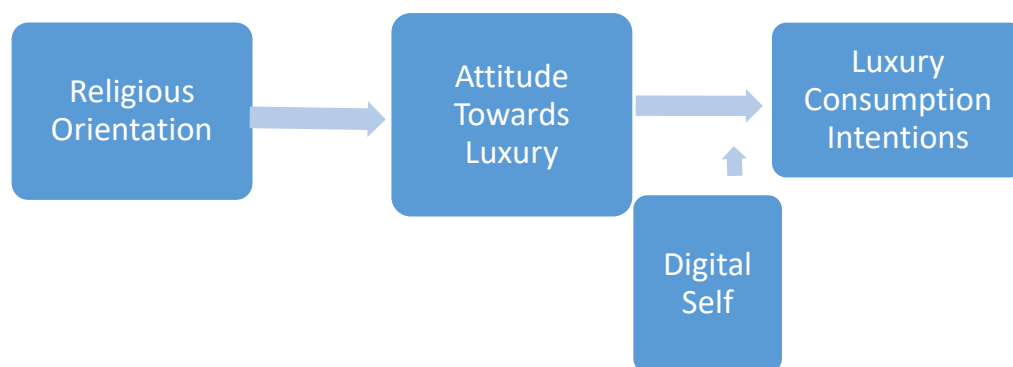 Religious
Orientation
Attitude
Towards
Luxury
Luxury
Consumption
Intentions
Digital
Self